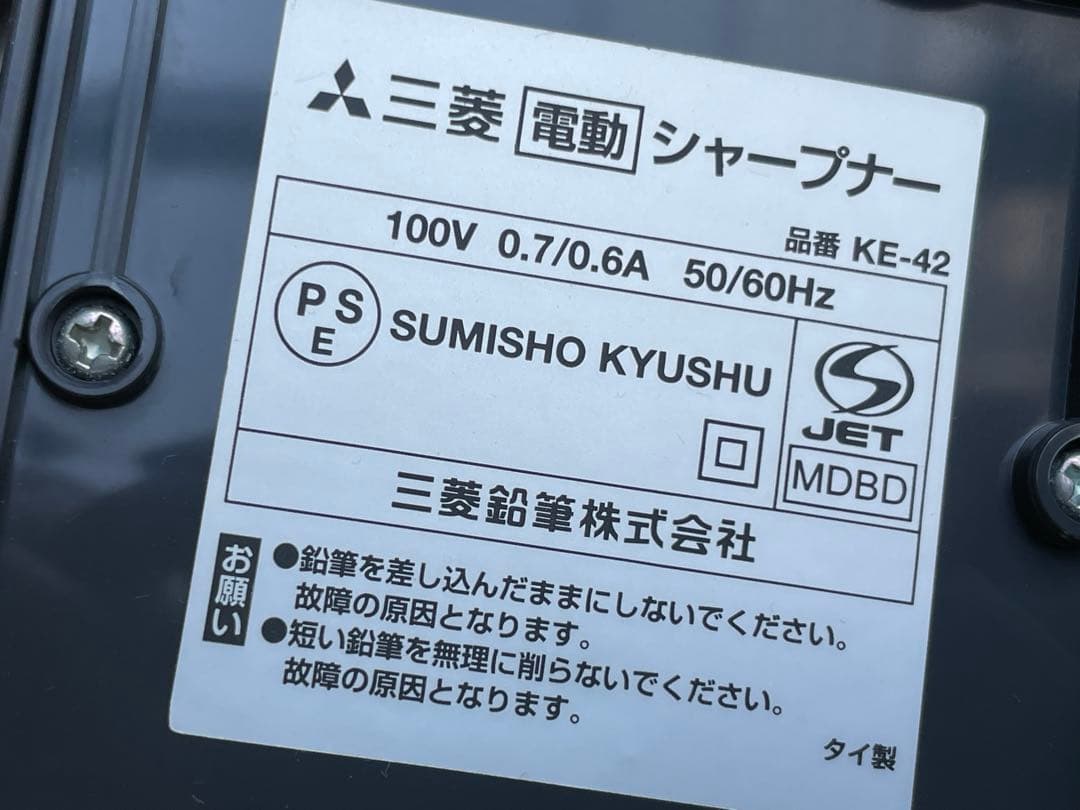 三菱 電動 シャープナー
品番 KE-42
100V 0.7/0.6A 50/60Hz
PSE SUMISHO KYUSHU
S JET
MDBD
三菱鉛筆株式会社
お願い
●鉛筆を差し込んだままにしないでください。
故障の原因となります。
●短い鉛筆を無理に削らないでください。
故障の原因となります。
タイ製